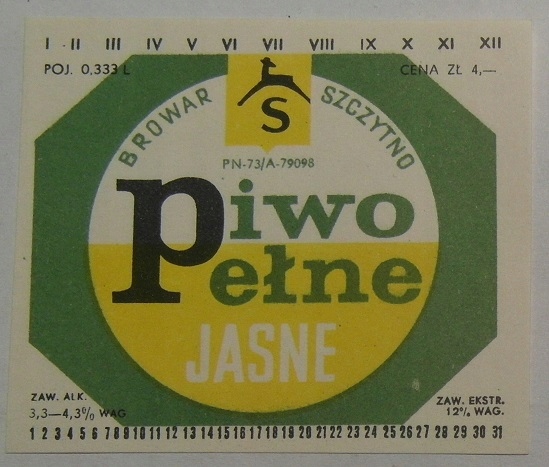 I II III IV V VI VII VIII IX X XI XII
POJ. 0,333 L
CENA ZŁ 4,—
S
BROWAR SZCZYTNO
PN-73/A-79098
piwo
pełne
JASNE
ZAW. ALK.
3,3—4,3% WAG
ZAW. EKSTR.
12% WAG.
1 2 3 4 5 6 7 8 9 10 11 12 13 14 15 16 17 18 19 20 21 22 23 24 25 26 27 28 29 30 31